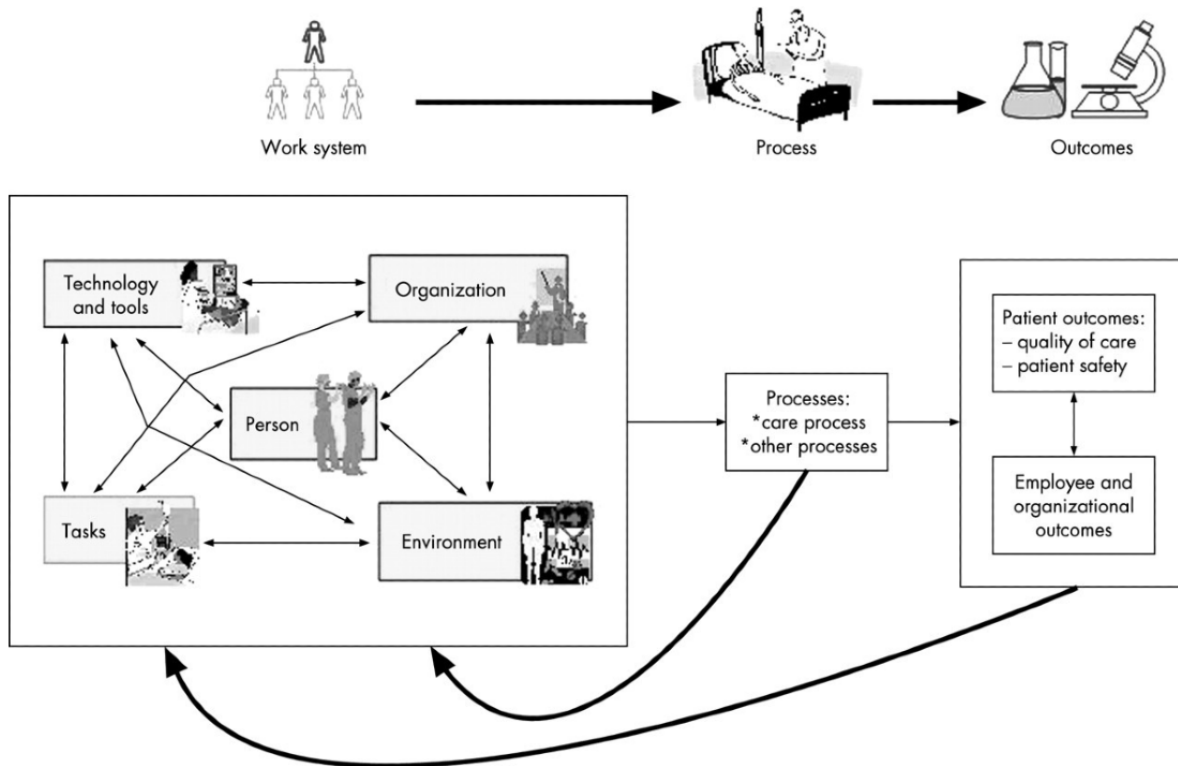 Work system
Process
Outcomes
Technology
and tools
Organization
Person
Tasks
Environment
Processes:
*care process
*other processes
Patient outcomes:
– quality of care
– patient safety
Employee and
organizational
outcomes